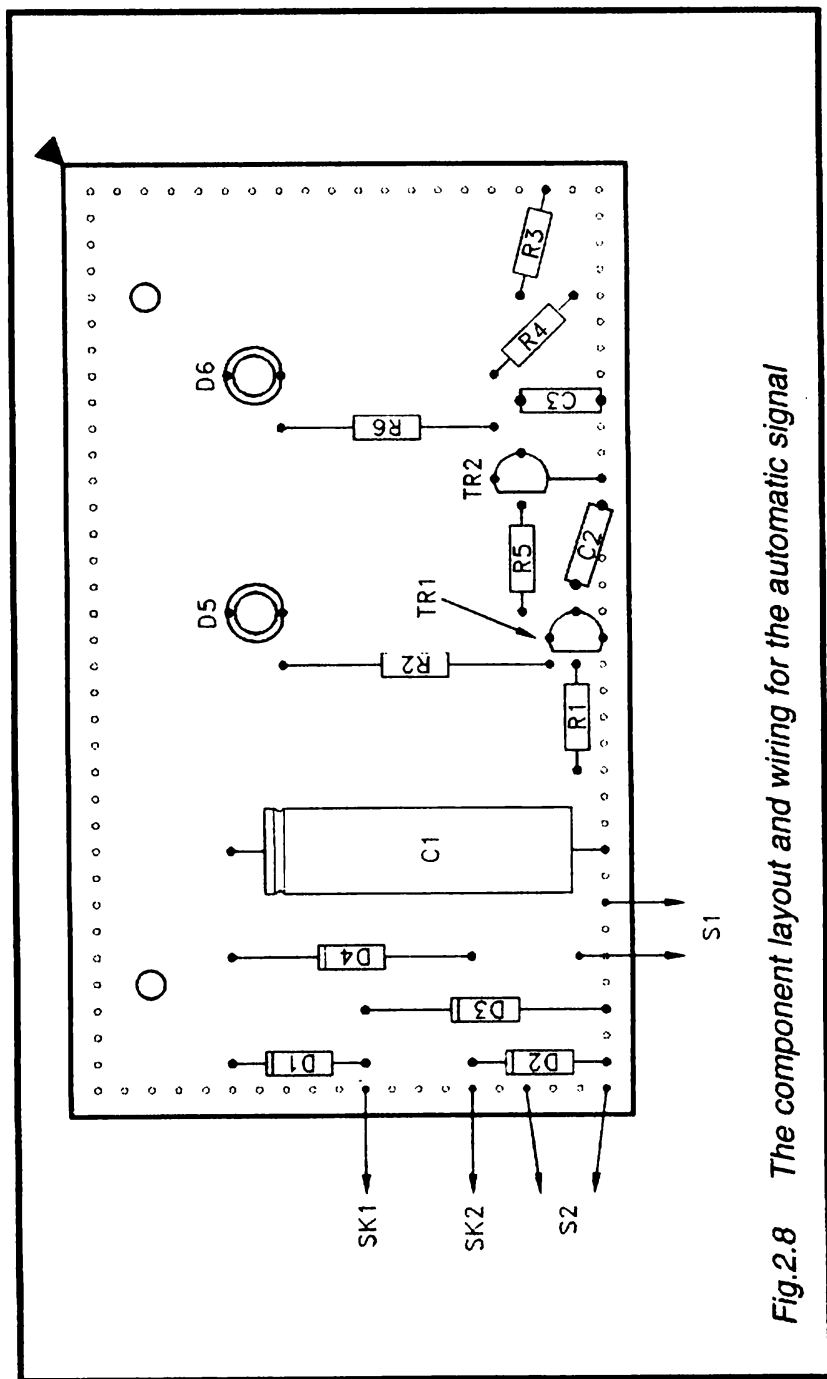 D5
D6
D1
D4
C1
R2
R6
TR2
TR1
R5
R3
R4
C3
C2
R1
D3
D2
SK1
SK2
S2
S1
Fig.2.8 The component layout and wiring for the automatic signal